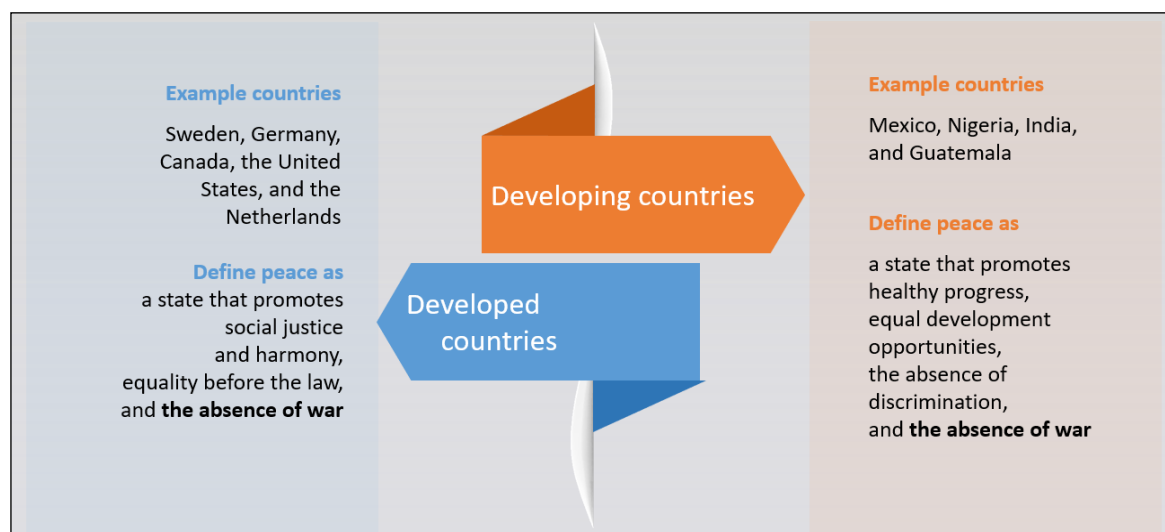 Example countries
Sweden, Germany,
Canada, the United
States, and the
Netherlands
Define peace as
a state that promotes
social justice
and harmony,
equality before the law,
and the absence of war
Developing countries
Developed
countries
Example countries
Mexico, Nigeria, India,
and Guatemala
Define peace as
a state that promotes
healthy progress,
equal development
opportunities,
the absence of
discrimination,
and the absence of war